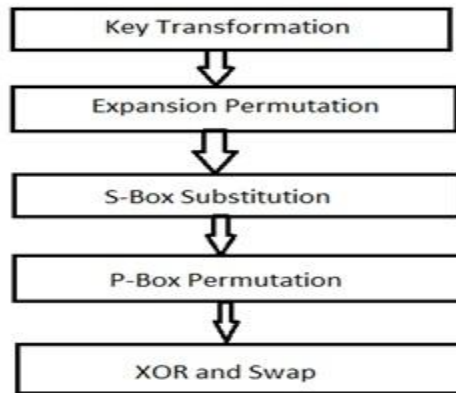 Key Transformation
Expansion Permutation
S-Box Substitution
P-Box Permutation
XOR and Swap